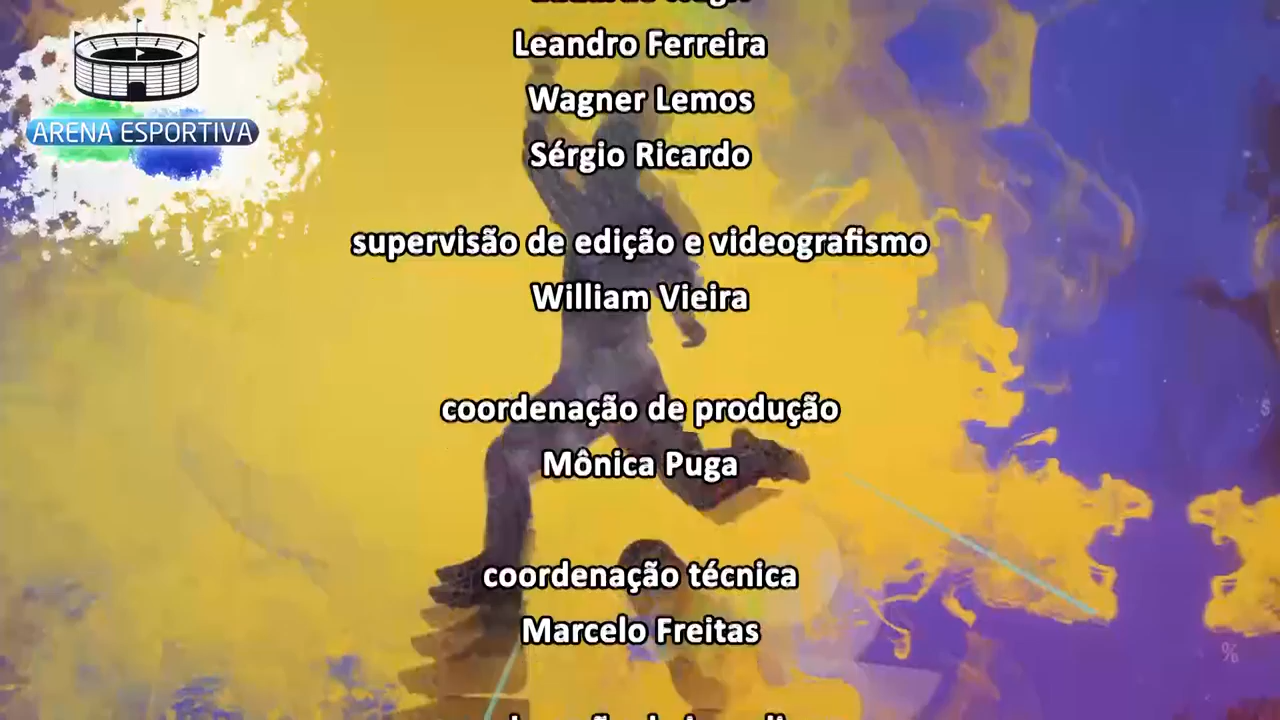 ARENA ESPORTIVA
Leandro Ferreira
Wagner Lemos
Sérgio Ricardo
supervisão de edição e videografismo
William Vieira
coordenação de produção
Mônica Puga
coordenação técnica
Marcelo Freitas
S
%